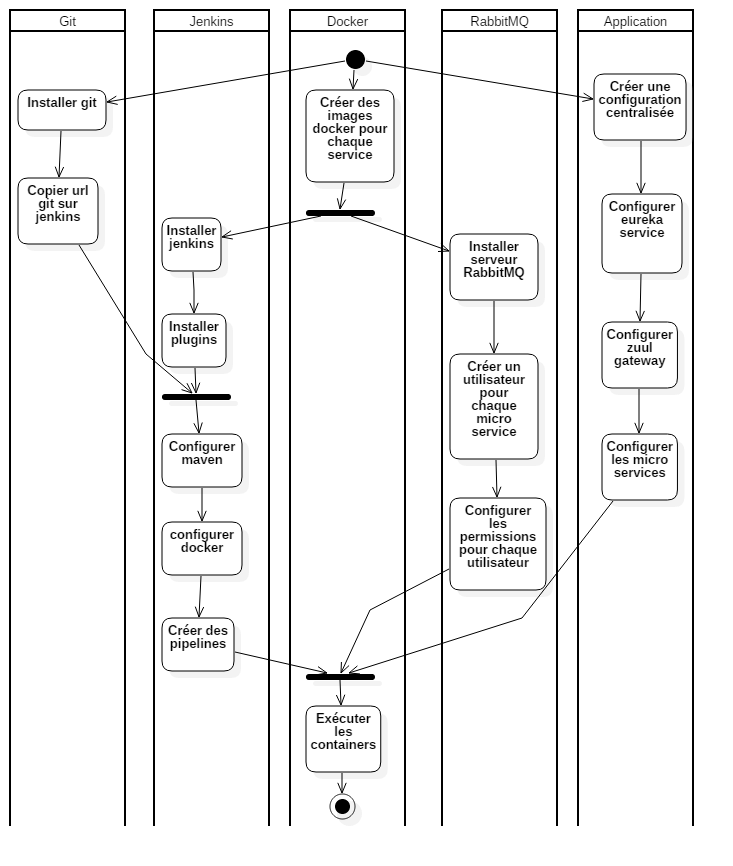 Git
Jenkins
Docker
RabbitMQ
Application
Installer git
Copier url
git sur
jenkins
Installer
jenkins
Installer
plugins
Configurer
maven
configurer
docker
Créer des
pipelines
Créer des
images
docker pour
chaque
service
Exécuter
les
containers
Installer
serveur
RabbitMQ
Créer un
utilisateur
pour
chaque
micro
service
Configurer
les
permissions
pour chaque
utilisateur
Créer une
configuration
centralisée
Configurer
eureka
service
Configurer
zuul
gateway
Configurer
les micro
services